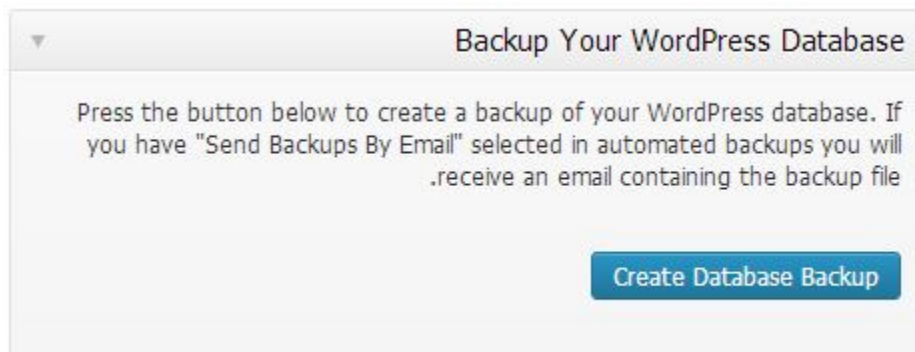 Backup Your WordPress Database
Press the button below to create a backup of your WordPress database. If
you have "Send Backups By Email" selected in automated backups you will
.receive an email containing the backup file
Create Database Backup